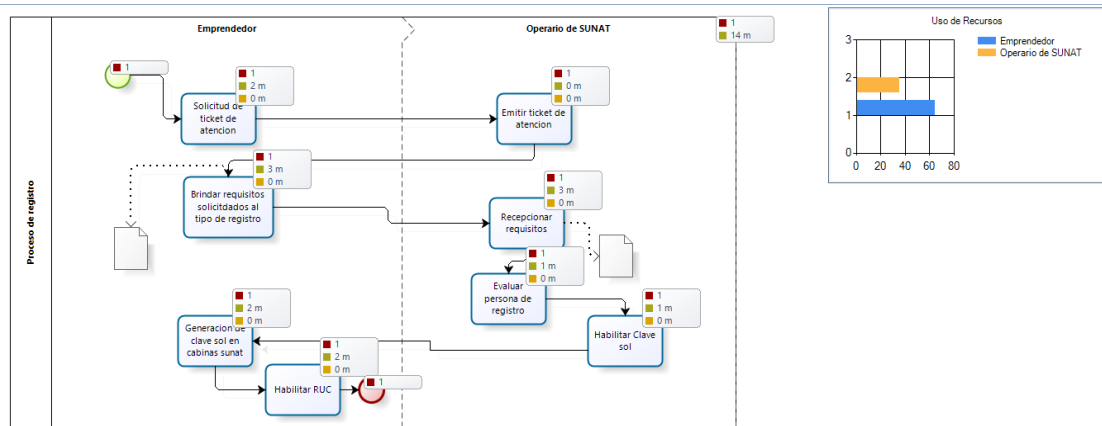 Emprendedor
Operario de SUNAT
1
14 m
Uso de Recursos
Emprendedor
Operario de SUNAT
3
2
1
0
0
20
40
60
80
Proceso de registro
1
1
2 m
0 m
Solicitud de
ticket de
atencion
1
0 m
0 m
Emitir ticket de
atencion
1
3 m
0 m
Brindar requisitos
solicitdados al
tipo de registro
1
3 m
0 m
Recepcionar
requisitos
1
1 m
0 m
Evaluar
persona de
registro
1
1 m
0 m
Habilitar Clave
sol
1
2 m
0 m
Generacion de
clave sol en
cabinas sunat
1
2 m
0 m
Habilitar RUC
1